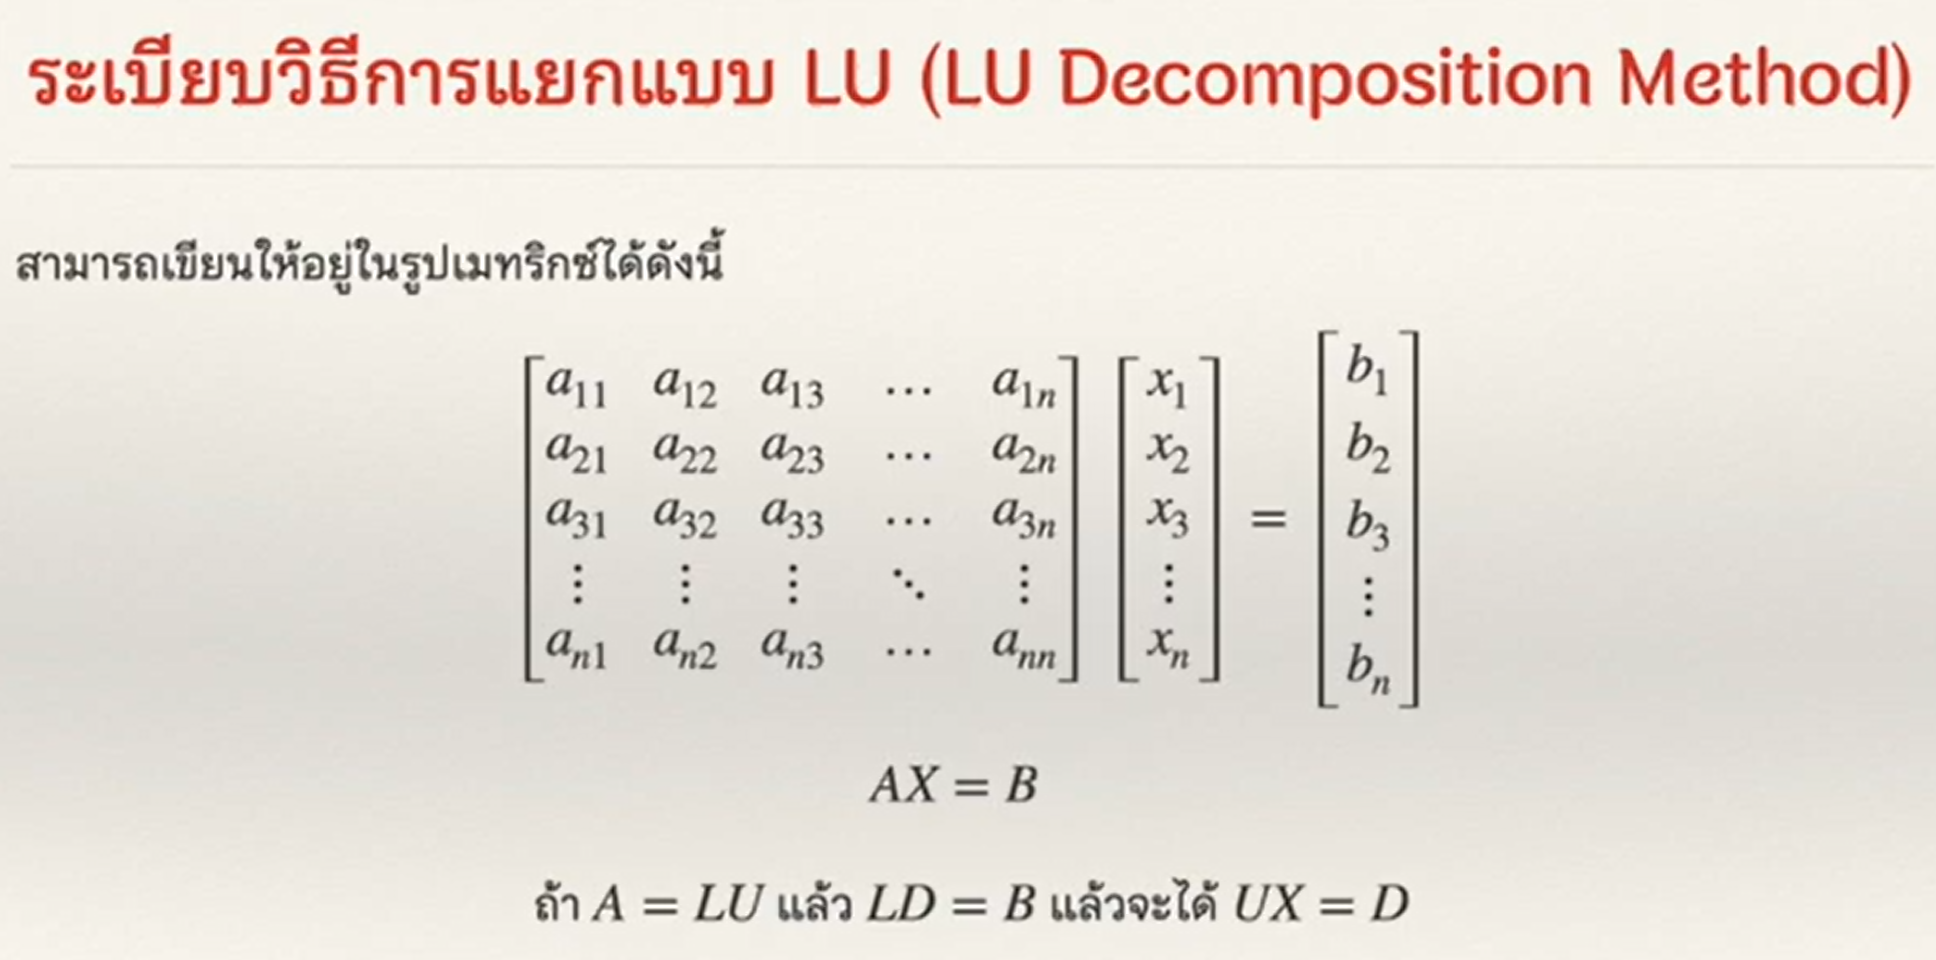 ระเบียบวิธีการแยกแบบ LU (LU Decomposition Method)
สามารถเขียนให้อยู่ในรูปเมทริกซ์ได้ดังนี้
a₁₁ a₁₂ a₁₃ … a₁ₙ x₁ b₁
a₂₁ a₂₂ a₂₃ … a₂ₙ x₂ b₂
a₃₁ a₃₂ a₃₃ … a₃ₙ x₃ = b₃
⋮ ⋮ ⋮ ⋱ ⋮ ⋮ ⋮
aₙ₁ aₙ₂ aₙ₃ … aₙₙ xₙ bₙ
AX = B
ถ้า A = LU แล้ว LD = B แล้วจะได้ UX = D